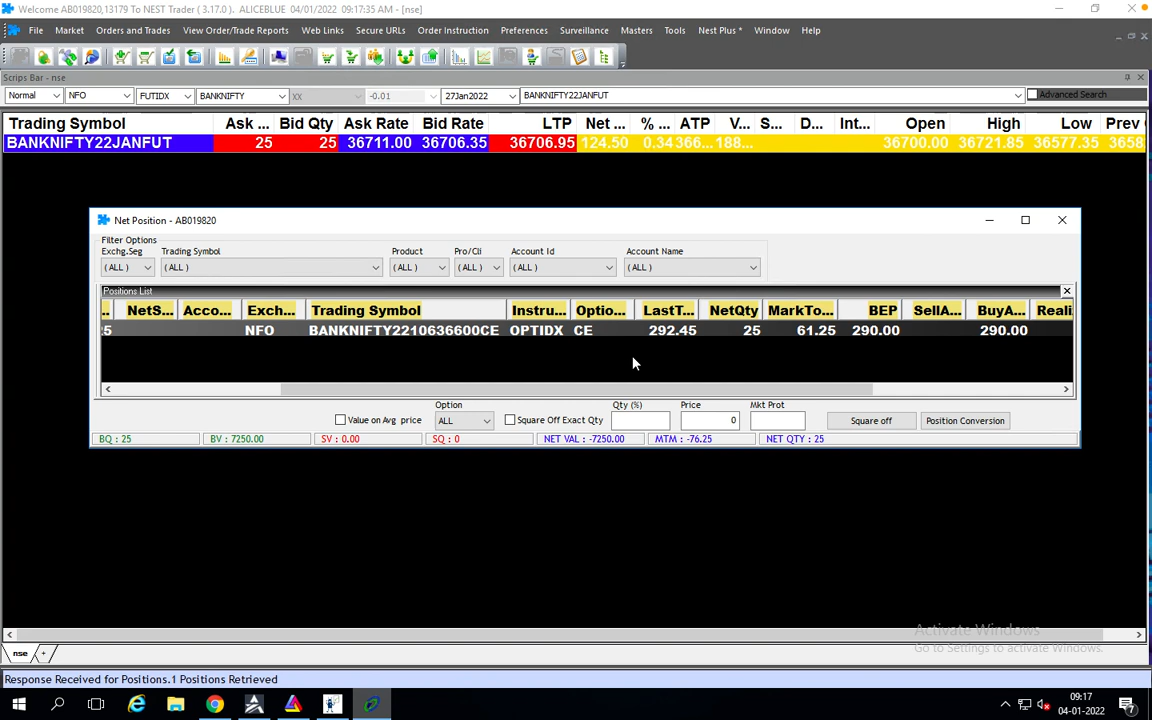 Welcome AB019820,13179 To NEST Trader ( 3.17.0 ). ALICEBLUE 04/01/2022 09:17:35 AM - [nse]
File Market Orders and Trades View Order/Trade Reports Web Links Secure URLs Order Instruction Preferences Surveillance Masters Tools Nest Plus * Window Help
Scrips Bar - nse
Normal NFO FUTIDX BANKNIFTY XX -0.01 27Jan2022 BANKNIFTY22JANFUT Advanced Search
Trading Symbol Ask ... Bid Qty Ask Rate Bid Rate LTP Net ... % ... ATP V... S... D... Int... Open High Low Prev
BANKNIFTY22JANFUT 25 25 36711.00 36706.35 36706.95 124.50 0.34 366... 188... 36700.00 36721.85 36577.35 3658
Net Position - AB019820
Filter Options
Exchg.Seg Trading Symbol Product Pro/Cli Account Id Account Name
(ALL) (ALL) (ALL) (ALL) (ALL) (ALL)
Positions List
.. NetS... Acco... Exch... Trading Symbol Instru... Optio... LastT... NetQty MarkTo... BEP SellA... BuyA... Reali
25 NFO BANKNIFTY2210636600CE OPTIDX CE 292.45 25 61.25 290.00 290.00
Option Qty (%) Price Mkt Prot
Value on Avg price ALL Square Off Exact Qty 0 Square off Position Conversion
BQ : 25 BV : 7250.00 SV : 0.00 SQ : 0 NET VAL : -7250.00 MTM : -76.25 NET QTY : 25
Activate Windows
Go to Settings to activate Windows.
nse +
Response Received for Positions.1 Positions Retrieved
09:17
04-01-2022
7